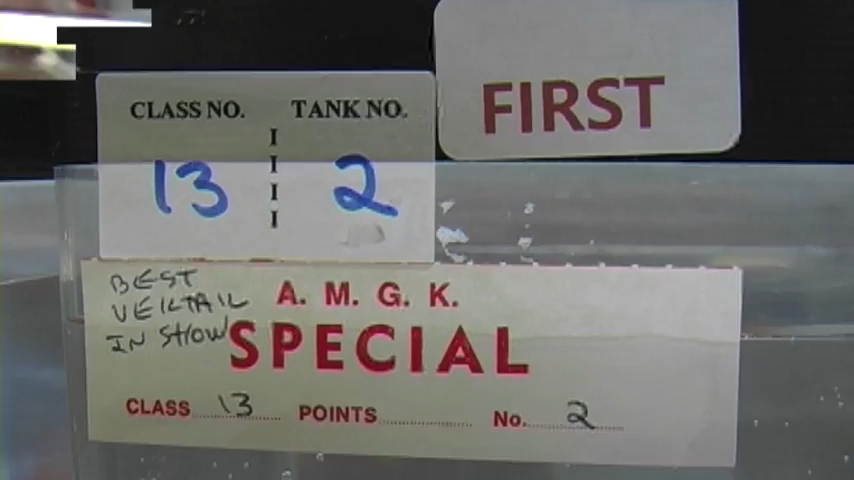 FIRST
CLASS NO. TANK NO.
13 2
BEST
VEILTAIL
IN SHOW
A. M. G. K.
SPECIAL
CLASS 13 POINTS No. 2